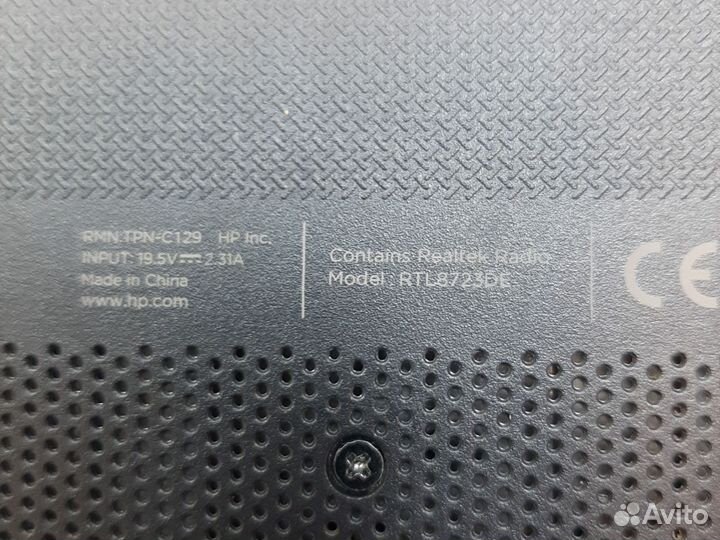 RMN:TPN-C129 HP Inc.
INPUT: 19.5V⎓2.31A
Made in China
www.hp.com
Contains Realtek Radio
Model : RTL8723DE
CE
Avito